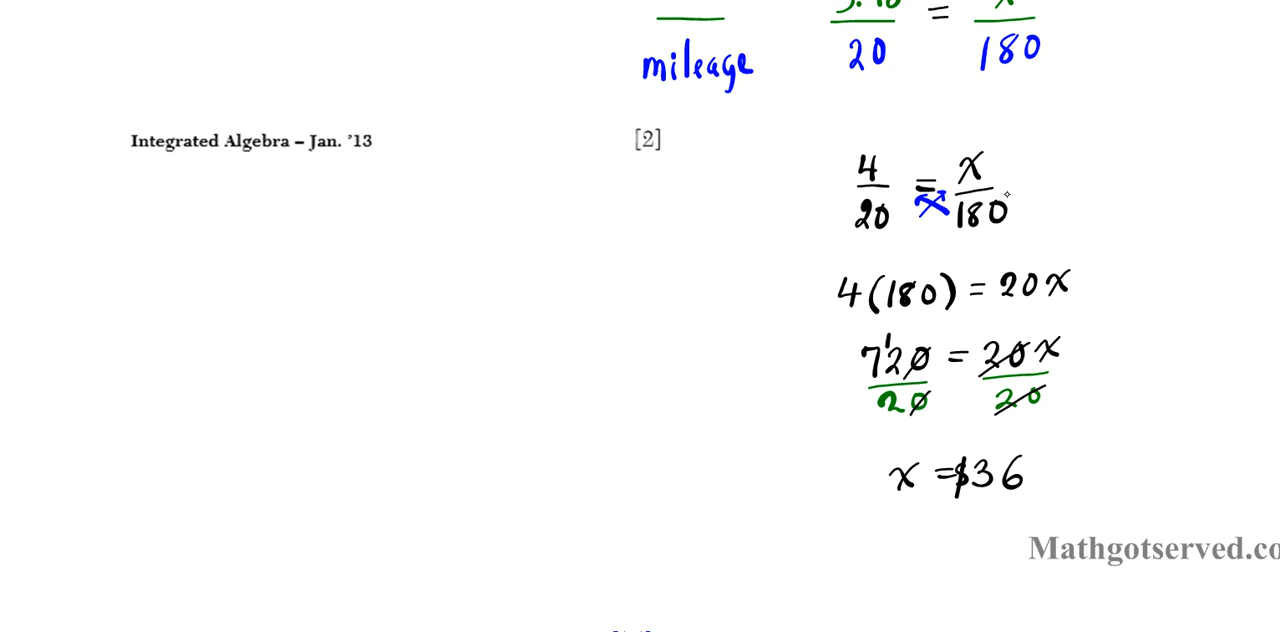 20 = 180
mileage
Integrated Algebra – Jan. ’13
[2]
4/20 = x/180
4(180) = 20x
720/20 = 20x/20
x = $36
Mathgotserved.co